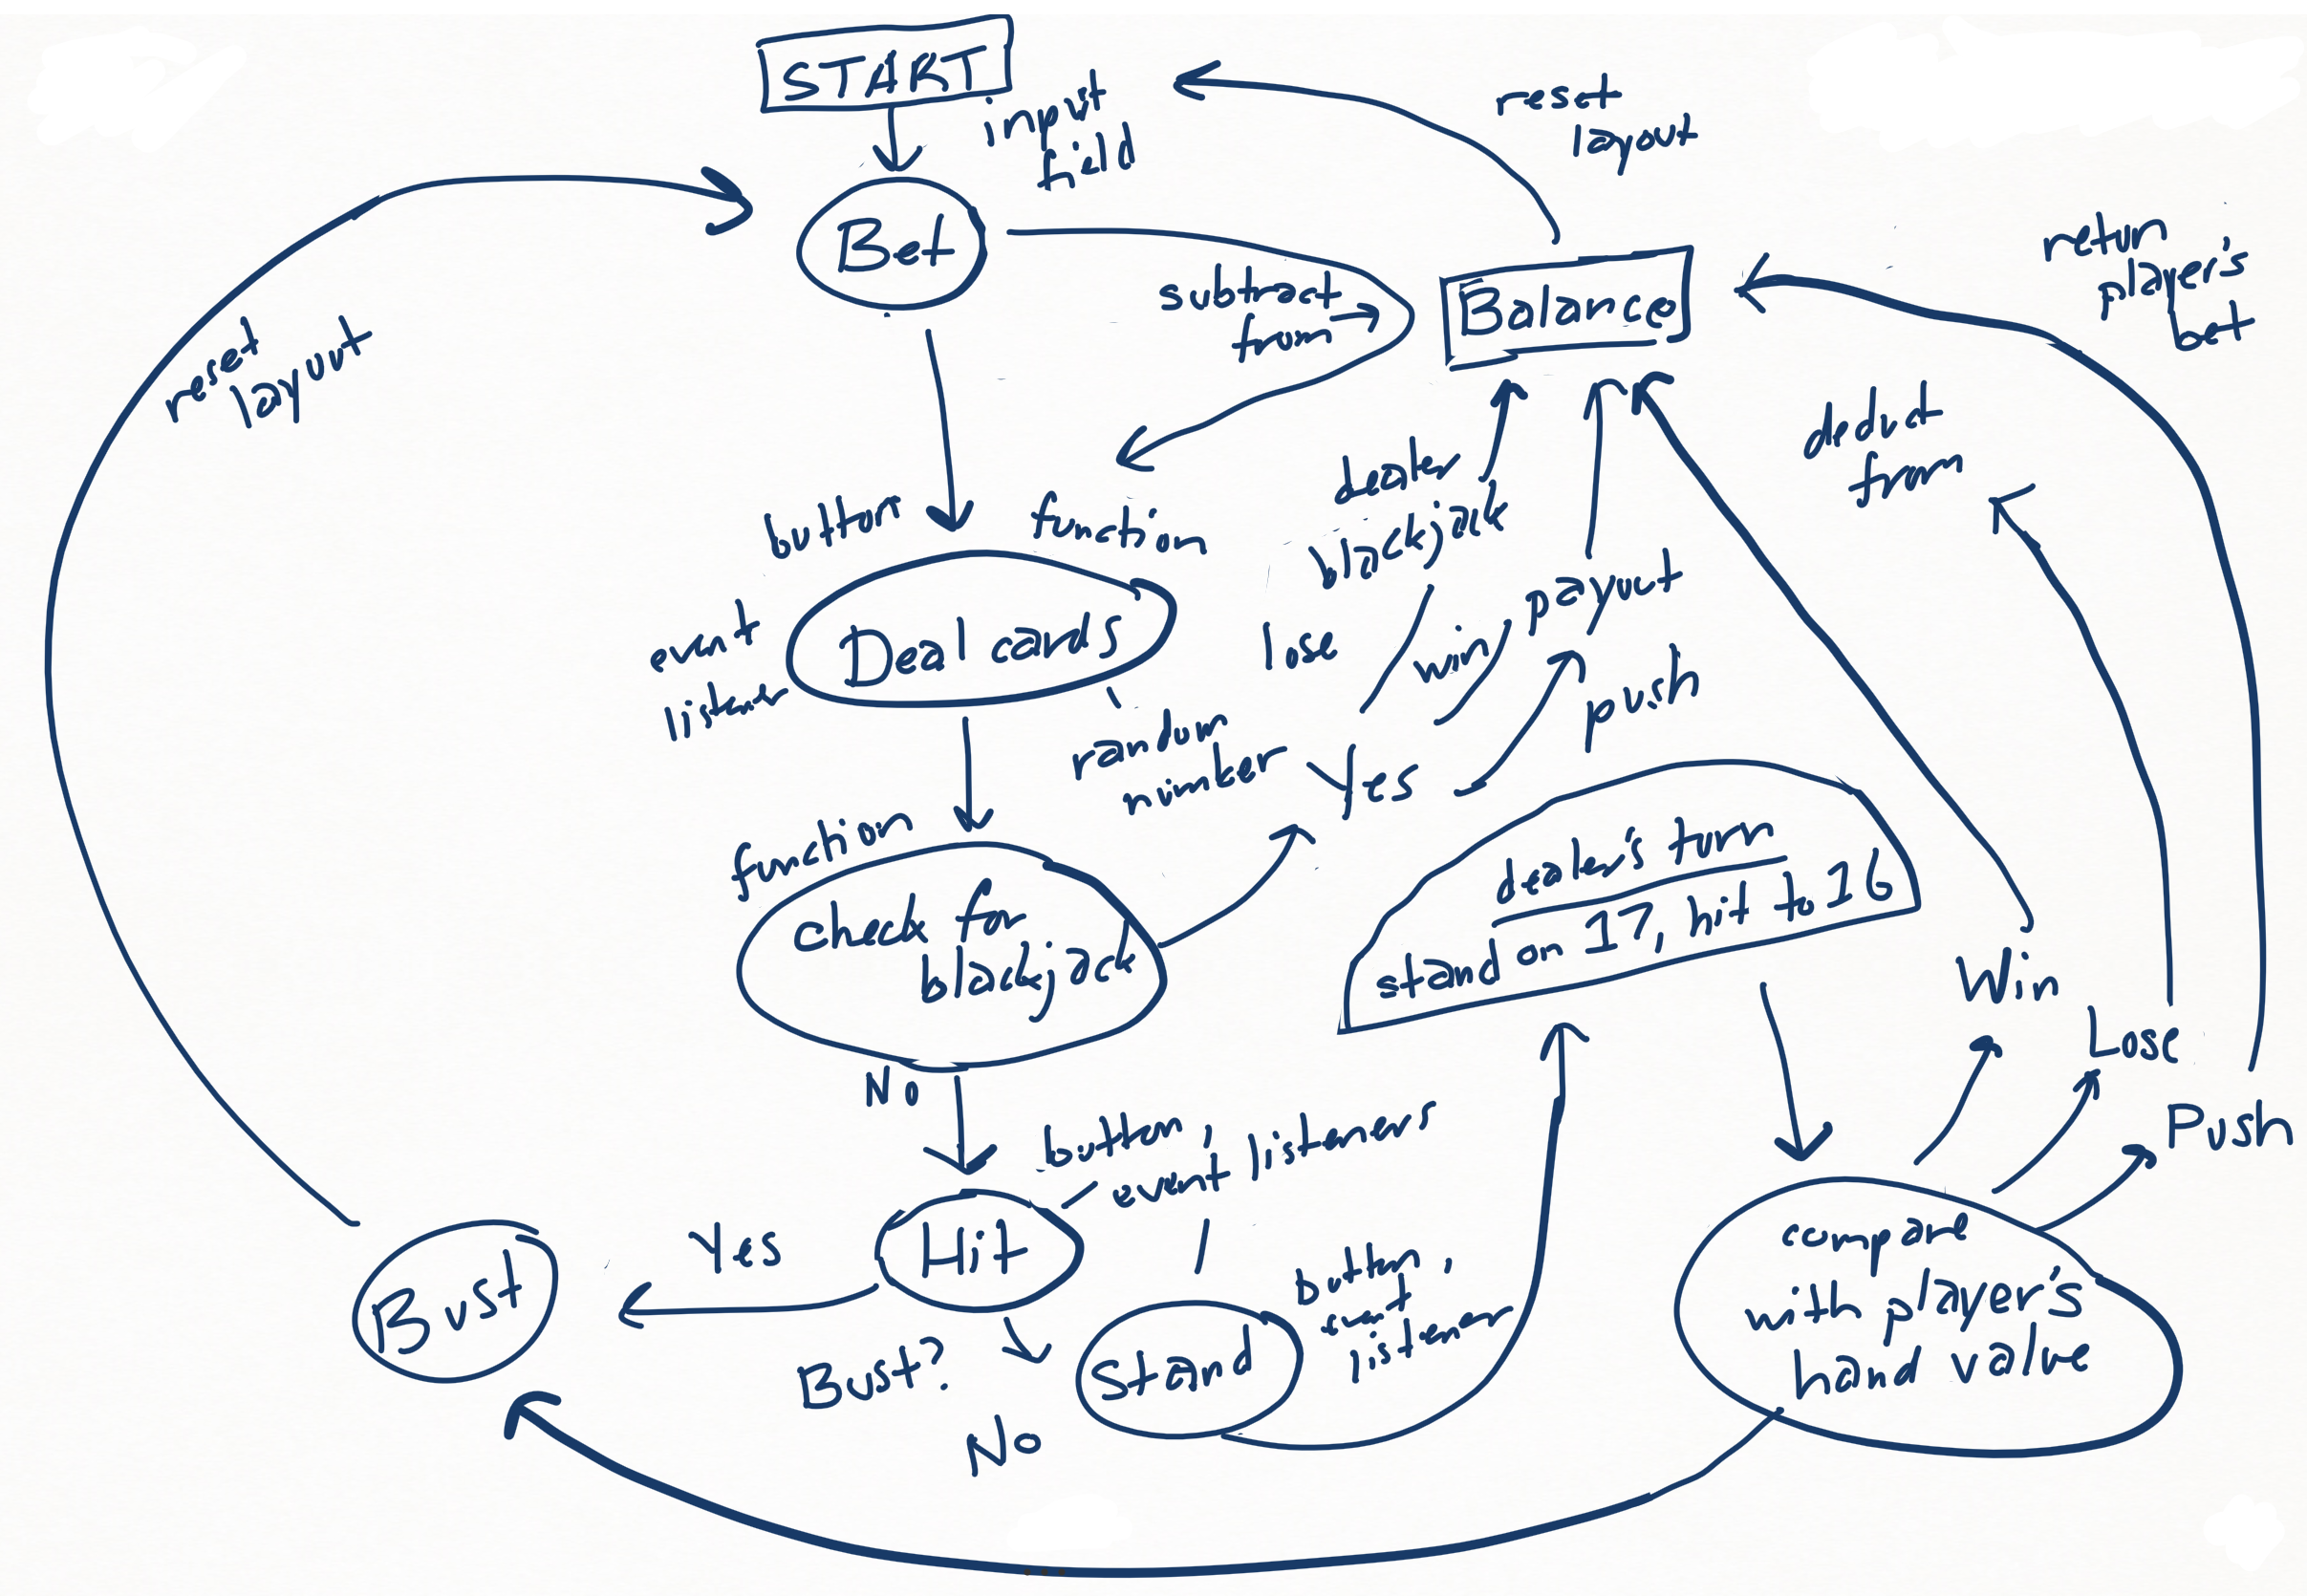 START
input
field
reset
layout
Bet
subtract
from
Balance
return
player's
bet
reset
layout
deduct
from
button
function
dealer
blackjack
Deal cards
event
listener
lose
win
payout
push
random
number
Yes
function
check for
blackjack
dealer's turn
stand on 17, hit to 16
No
Win
Lose
Push
button,
event listeners
Hit
Yes
Bust
Bust?
No
Stand
button,
event
listener
compare
with player's
hand value